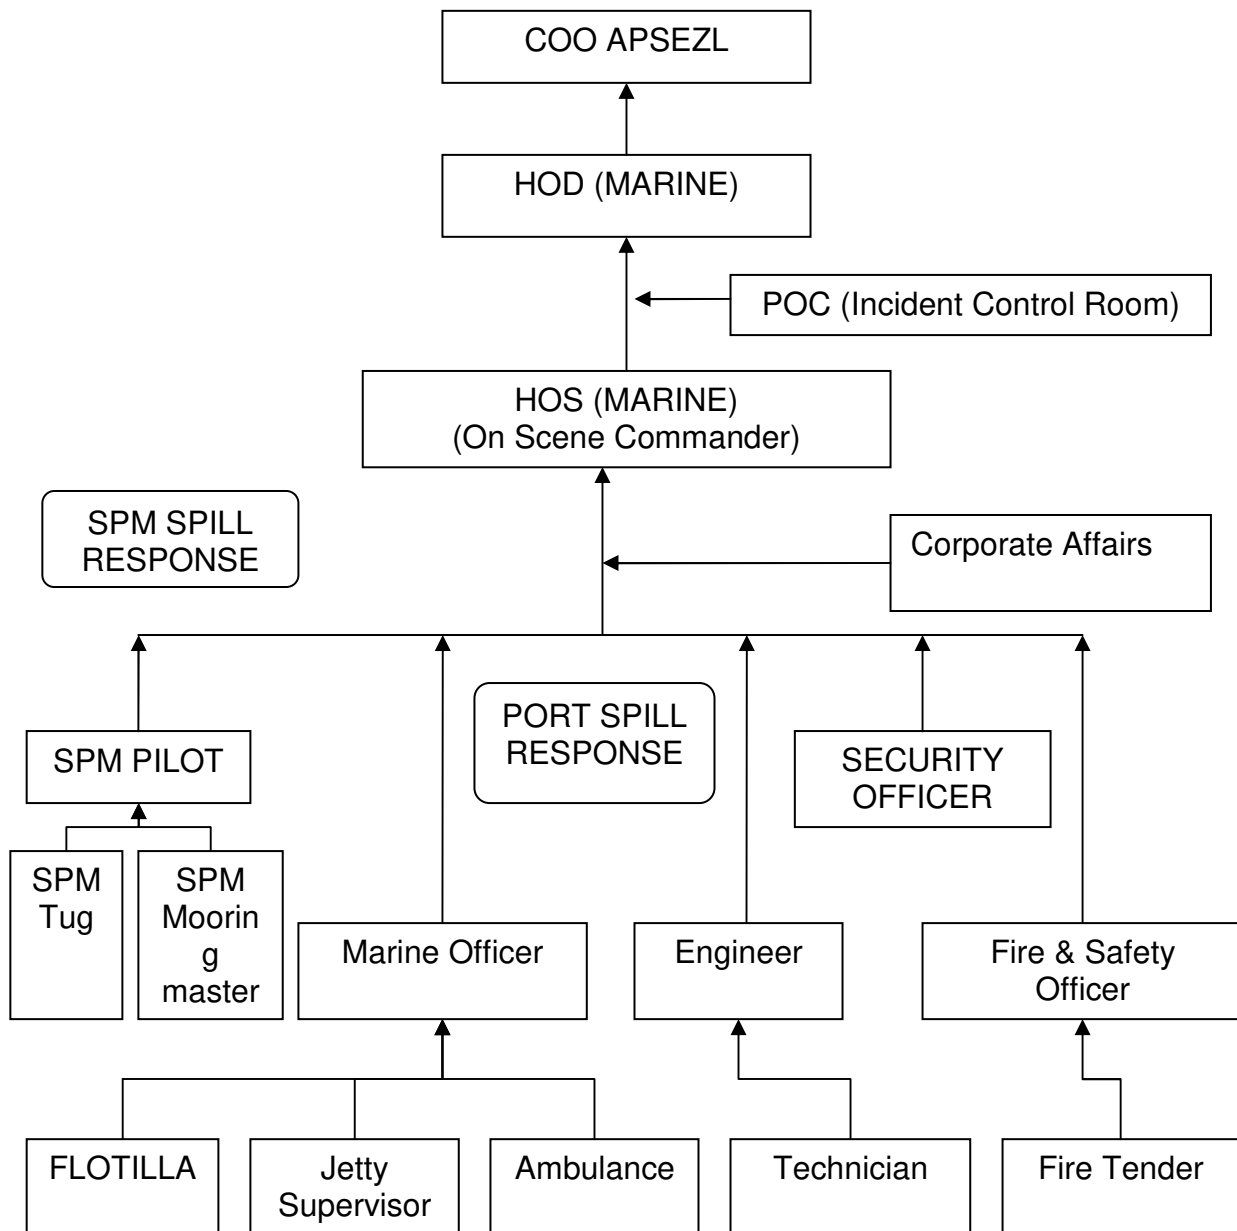 COO APSEZL
HOD (MARINE)
POC (Incident Control Room)
HOS (MARINE)
(On Scene Commander)
SPM SPILL
RESPONSE
Corporate Affairs
PORT SPILL
RESPONSE
SPM PILOT
SECURITY
OFFICER
SPM
Tug
SPM
Moorin
g
master
Marine Officer
Engineer
Fire & Safety
Officer
FLOTILLA
Jetty
Supervisor
Ambulance
Technician
Fire Tender